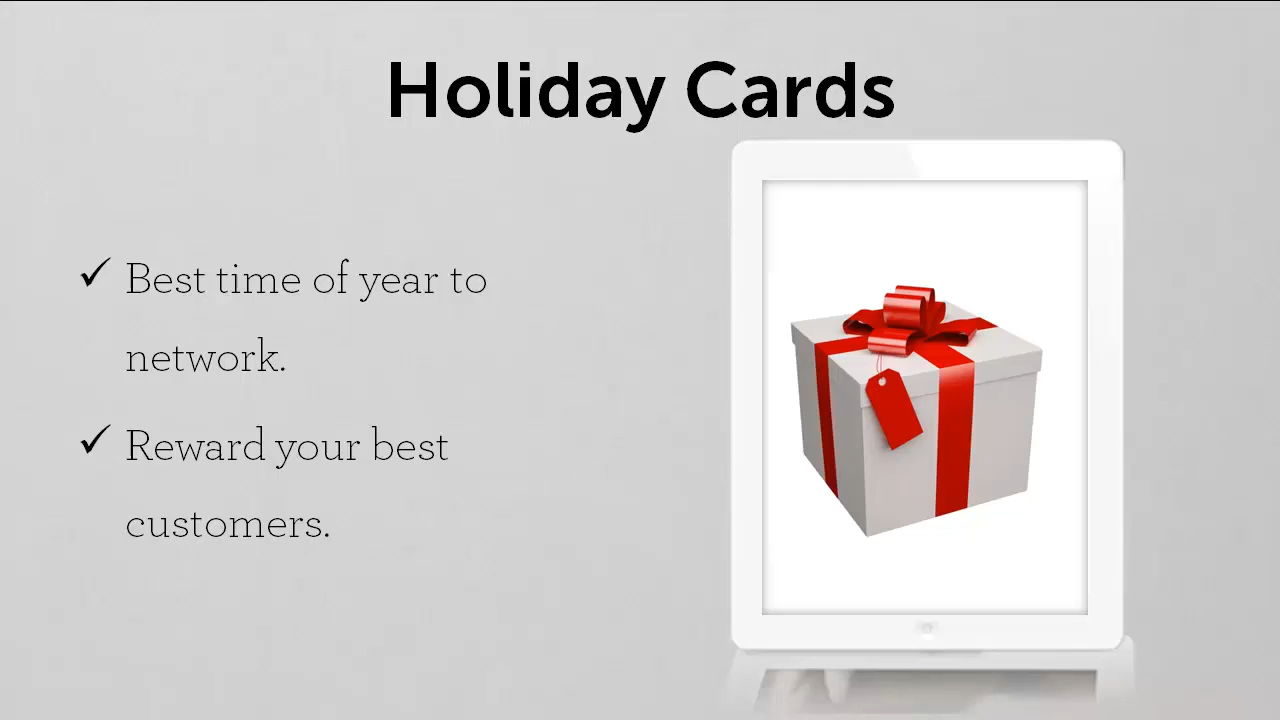 Holiday Cards
✓ Best time of year to
network.
✓ Reward your best
customers.